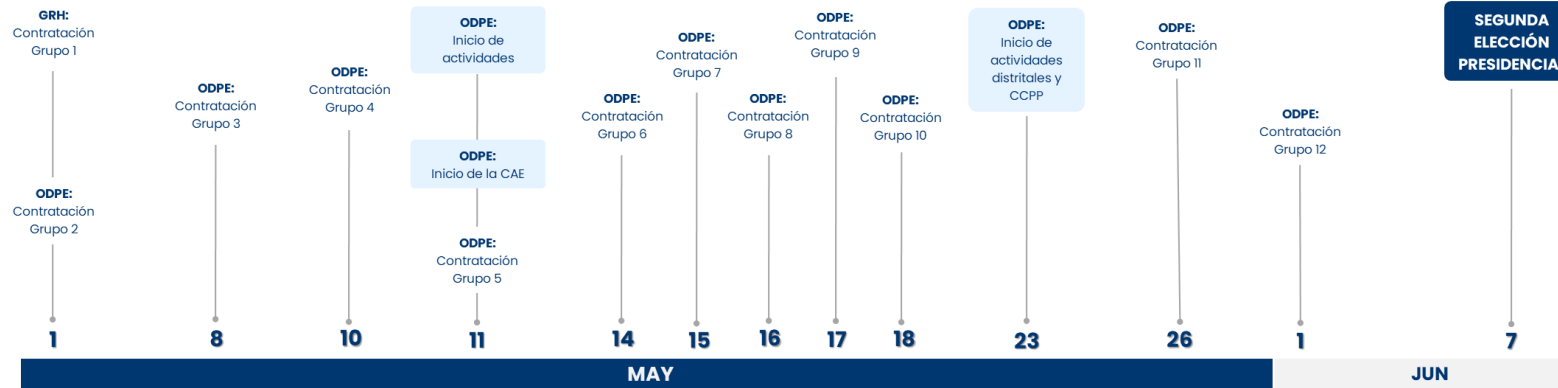 GRH:
Contratación
Grupo 1
ODPE:
Contratación
Grupo 2
ODPE:
Contratación
Grupo 3
ODPE:
Contratación
Grupo 4
ODPE:
Inicio de
actividades
ODPE:
Inicio de la CAE
ODPE:
Contratación
Grupo 5
ODPE:
Contratación
Grupo 6
ODPE:
Contratación
Grupo 7
ODPE:
Contratación
Grupo 8
ODPE:
Contratación
Grupo 9
ODPE:
Contratación
Grupo 10
ODPE:
Inicio de
actividades
distritales y
CCPP
ODPE:
Contratación
Grupo 11
ODPE:
Contratación
Grupo 12
SEGUNDA
ELECCIÓN
PRESIDENCIA
1 8 10 11 14 15 16 17 18 23 26 1 7
MAY JUN